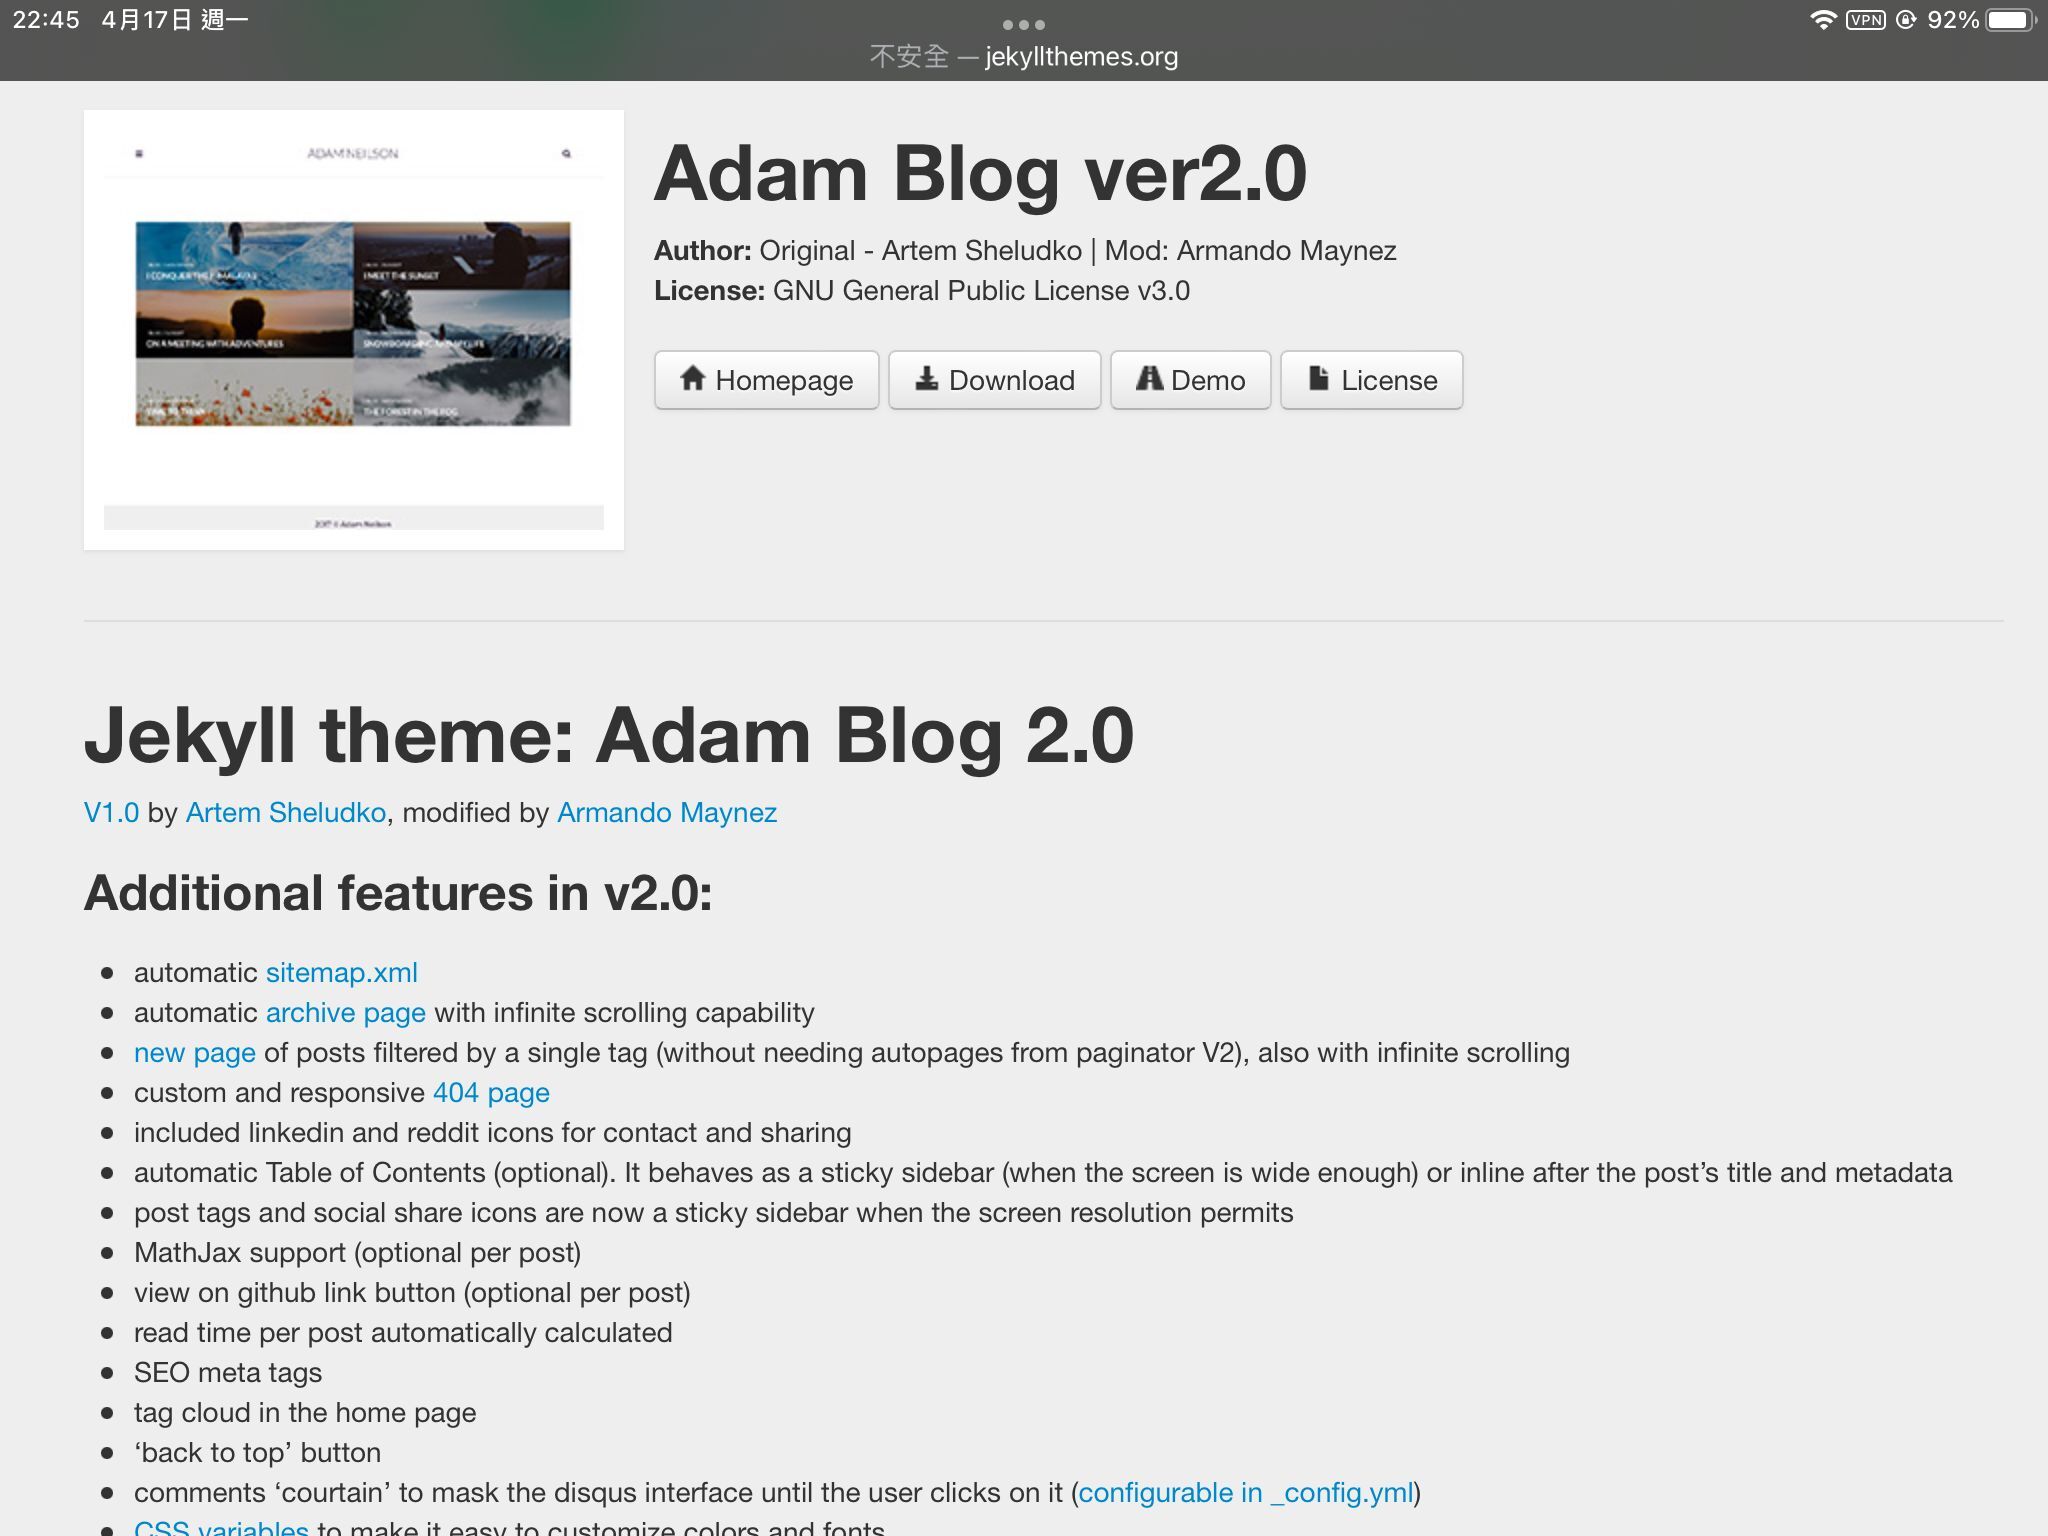 22:45 4月17日 週一
VPN 92%
不安全 — jekyllthemes.org
ADAM NEILSON
I MEET THE SUNSET
ON A MEETING WITH ADVENTURES
THE FOREST IN THE FOG
2017 © Adam Neilson
Adam Blog ver2.0
Author: Original - Artem Sheludko | Mod: Armando Maynez
License: GNU General Public License v3.0
Homepage Download Demo License
Jekyll theme: Adam Blog 2.0
V1.0 by Artem Sheludko, modified by Armando Maynez
Additional features in v2.0:
automatic sitemap.xml
automatic archive page with infinite scrolling capability
new page of posts filtered by a single tag (without needing autopages from paginator V2), also with infinite scrolling
custom and responsive 404 page
included linkedin and reddit icons for contact and sharing
automatic Table of Contents (optional). It behaves as a sticky sidebar (when the screen is wide enough) or inline after the post’s title and metadata
post tags and social share icons are now a sticky sidebar when the screen resolution permits
MathJax support (optional per post)
view on github link button (optional per post)
read time per post automatically calculated
SEO meta tags
tag cloud in the home page
‘back to top’ button
comments ‘courtain’ to mask the disqus interface until the user clicks on it (configurable in _config.yml)
CSS variables to make it easy to customize colors and fonts